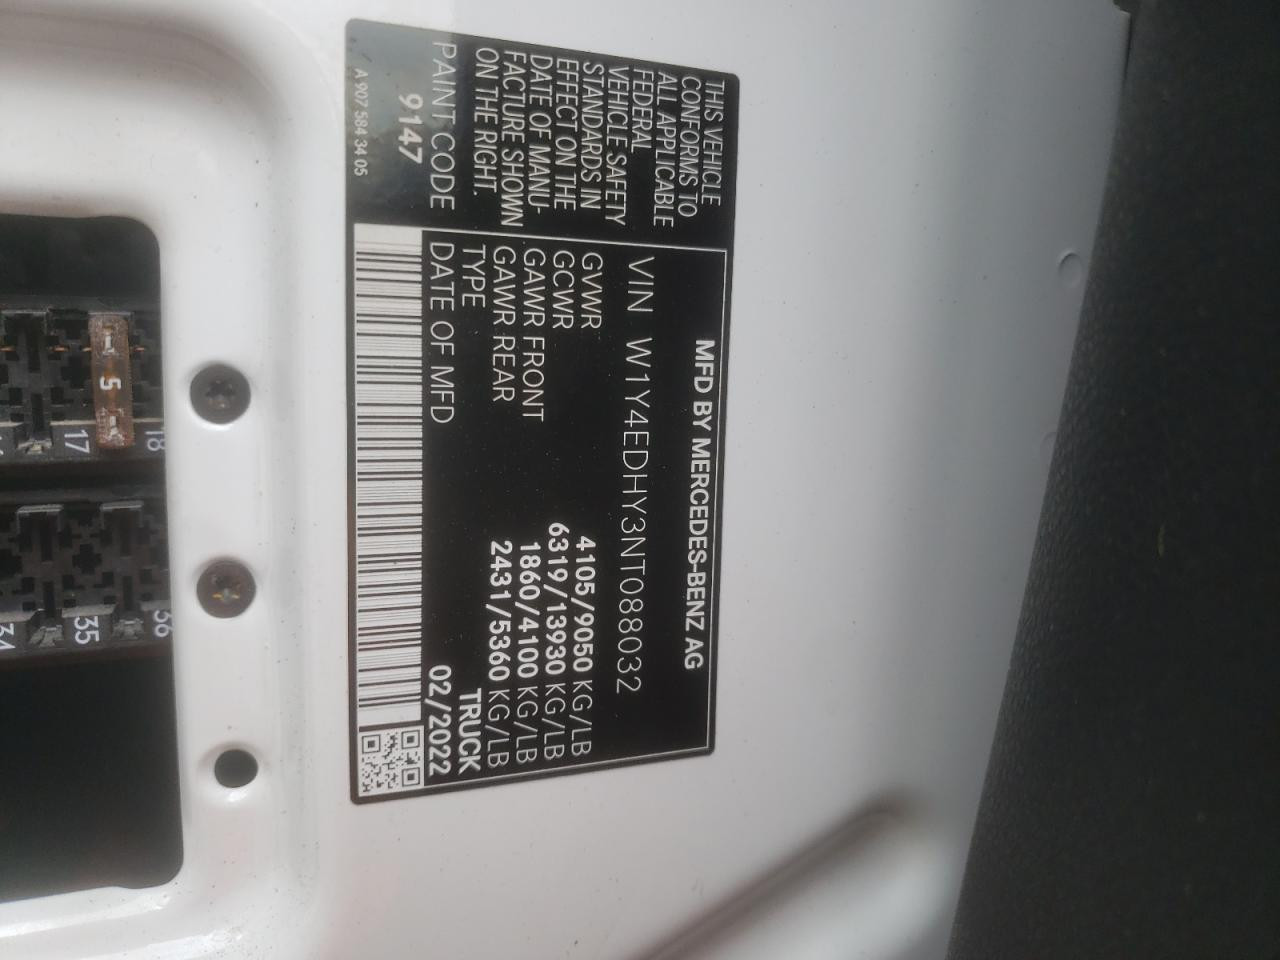 MFD BY MERCEDES-BENZ AG
VIN W1Y4EDHY3NT088032
GVWR 4105/9050 KG/LB
GCWR 6319/13930 KG/LB
GAWR FRONT 1860/4100 KG/LB
GAWR REAR 2431/5360 KG/LB
TYPE TRUCK
DATE OF MFD 02/2022
THIS VEHICLE
CONFORMS TO
ALL APPLICABLE
FEDERAL
VEHICLE SAFETY
STANDARDS IN
EFFECT ON THE
DATE OF MANU-
FACTURE SHOWN
ON THE RIGHT.
PAINT CODE
9147
A 907 584 34 05
5
17
18
34
35
36